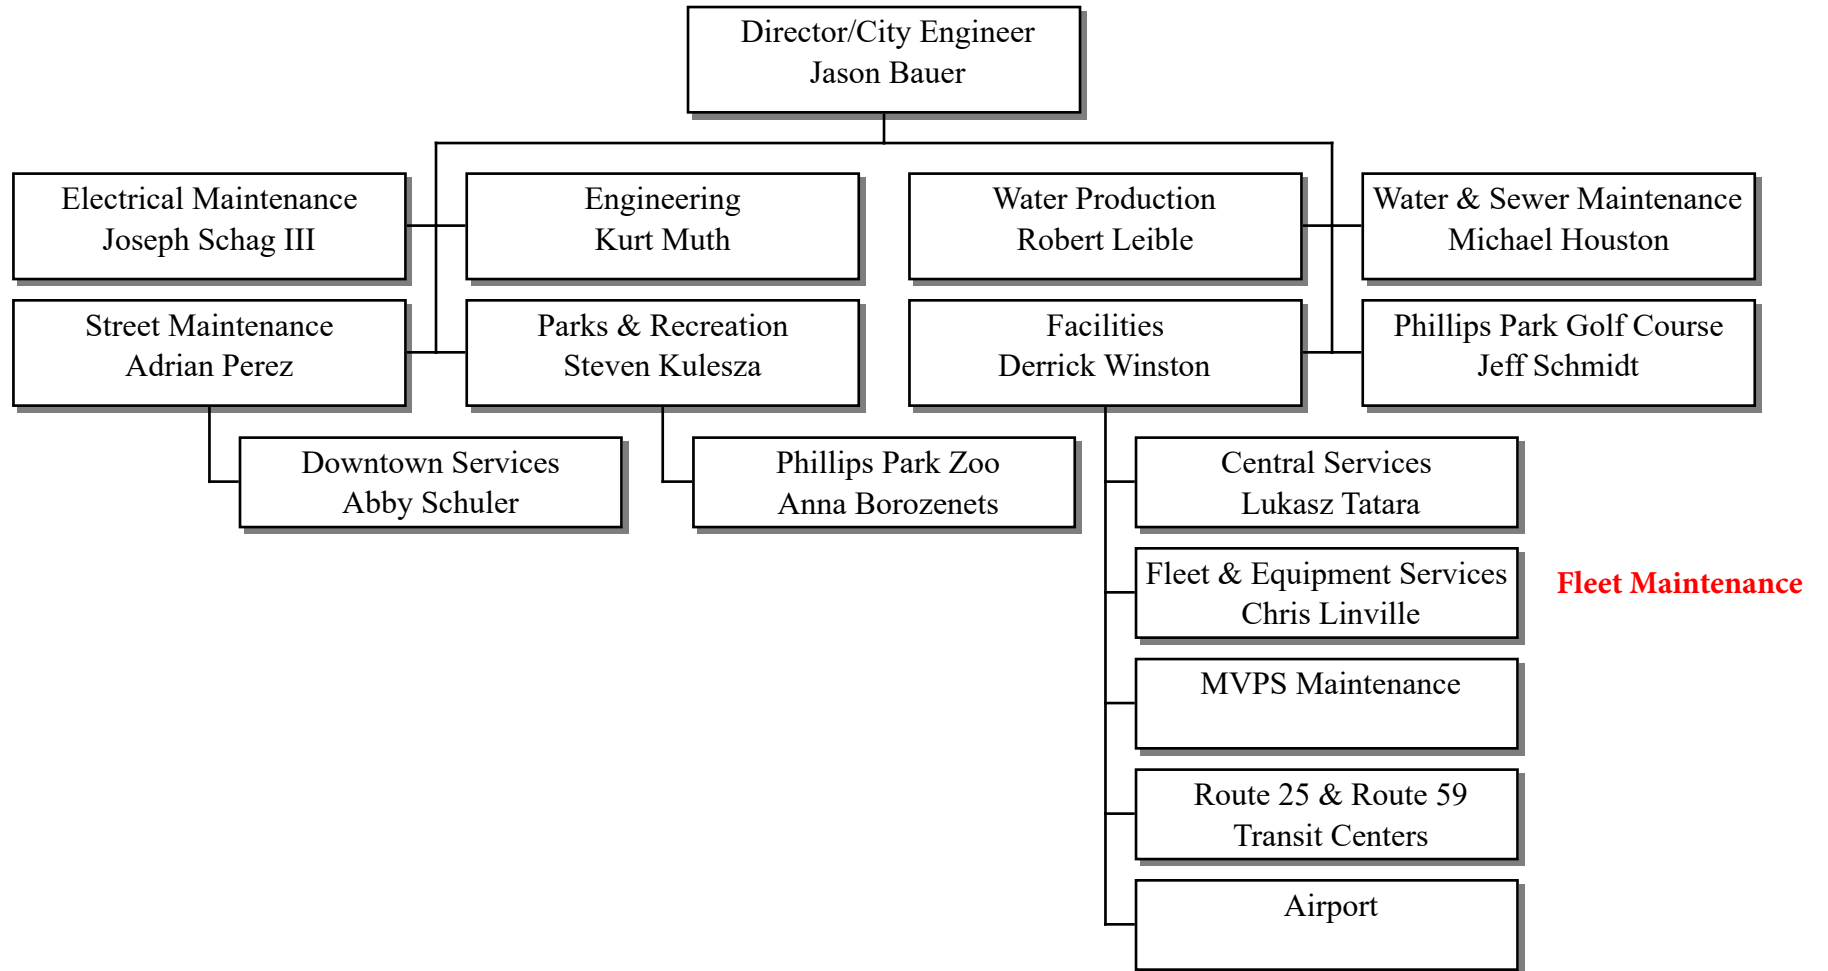 Director/City Engineer
Jason Bauer
Electrical Maintenance
Joseph Schag III
Engineering
Kurt Muth
Water Production
Robert Leible
Water & Sewer Maintenance
Michael Houston
Street Maintenance
Adrian Perez
Parks & Recreation
Steven Kulesza
Facilities
Derrick Winston
Phillips Park Golf Course
Jeff Schmidt
Downtown Services
Abby Schuler
Phillips Park Zoo
Anna Borozenets
Central Services
Lukasz Tatara
Fleet & Equipment Services
Chris Linville
Fleet Maintenance
MVPS Maintenance
Route 25 & Route 59
Transit Centers
Airport